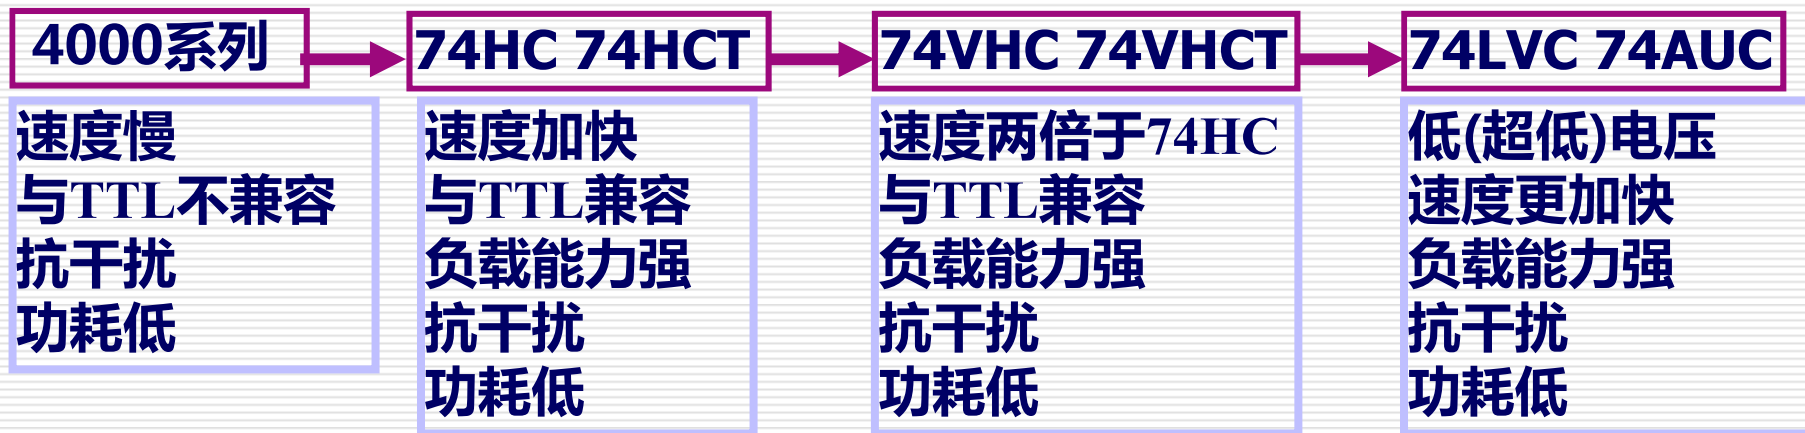 4000系列
74HC 74HCT
74VHC 74VHCT
74LVC 74AUC
速度慢
与TTL不兼容
抗干扰
功耗低
速度加快
与TTL兼容
负载能力强
抗干扰
功耗低
速度两倍于74HC
与TTL兼容
负载能力强
抗干扰
功耗低
低(超低)电压
速度更加快
负载能力强
抗干扰
功耗低